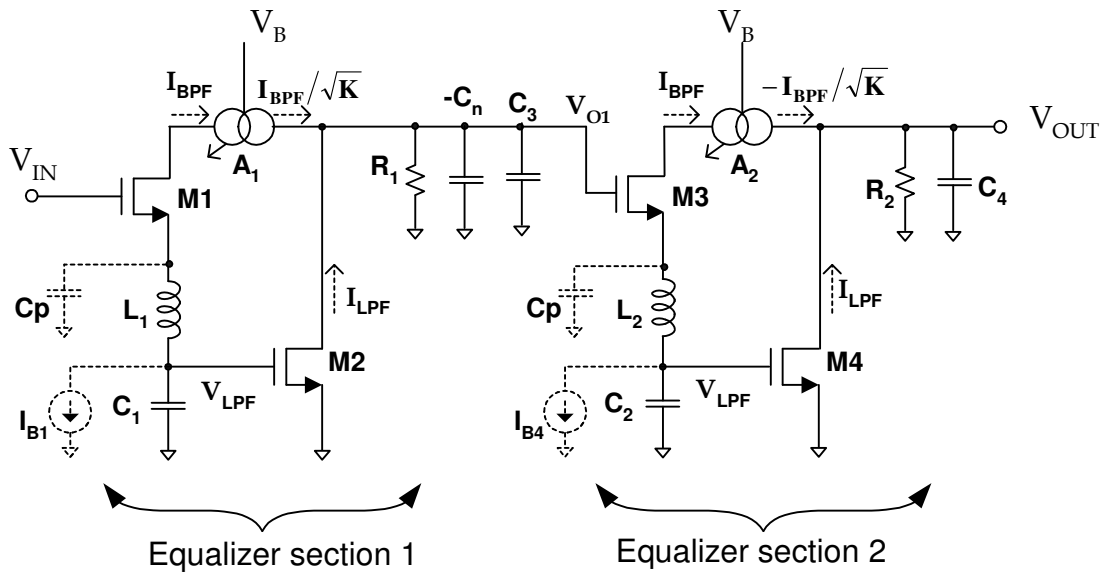 V_B
V_B
I_BPF
I_BPF/√K
I_BPF
-I_BPF/√K
-C_n
C_3
V_O1
V_OUT
V_IN
A_1
R_1
A_2
R_2
C_4
M1
M3
Cp
L_1
I_LPF
Cp
L_2
I_LPF
M2
M4
I_B1
C_1
V_LPF
I_B4
C_2
V_LPF
Equalizer section 1
Equalizer section 2